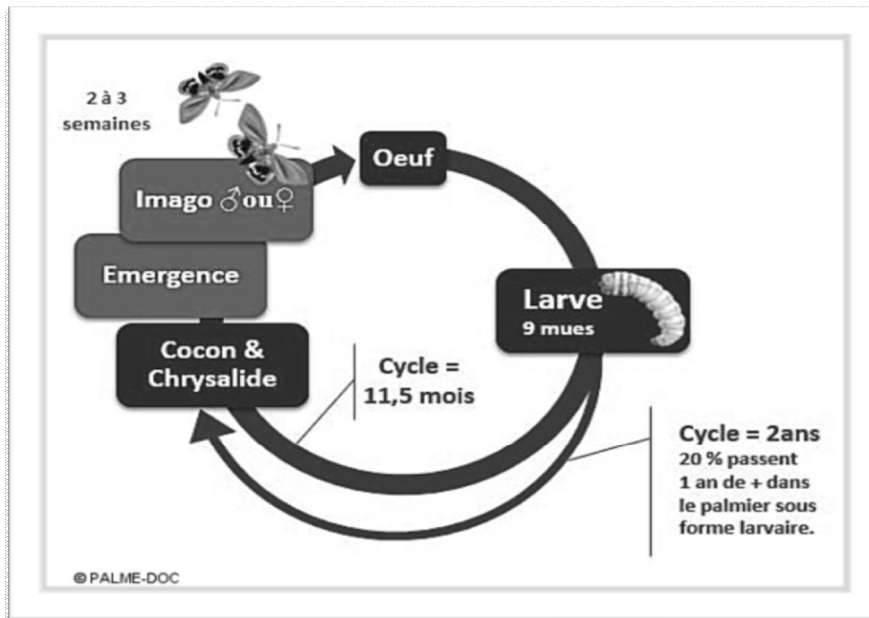 2 à 3
semaines
Oeuf
Imago ♂ou♀
Emergence
Larve
9 mues
Cocon &
Chrysalide
Cycle =
11,5 mois
Cycle = 2ans
20 % passent
1 an de + dans
le palmier sous
forme larvaire.
© PALME-DOC